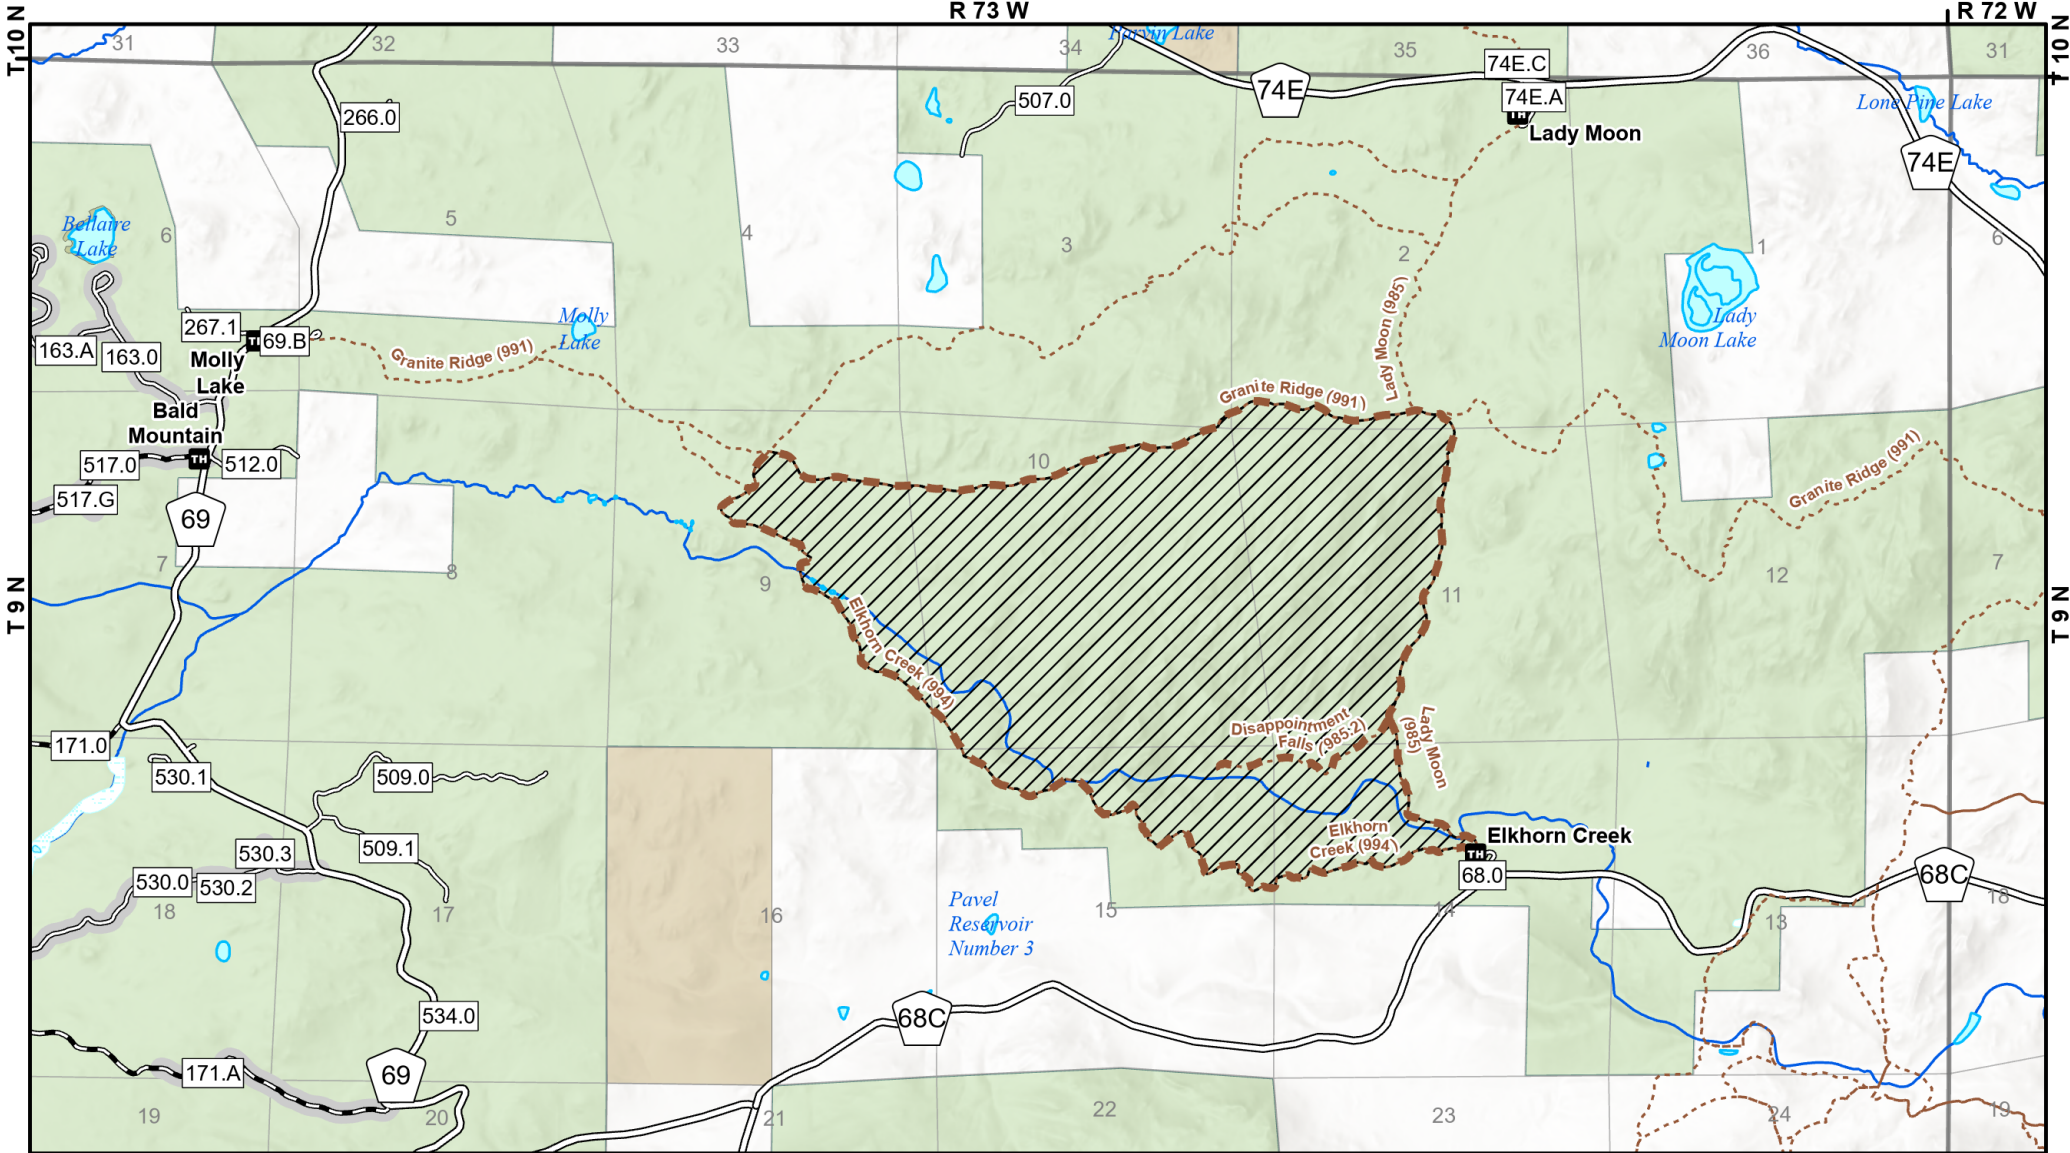 R 73 W
R 72 W
T 10 N
T 10 N
31
32
33
34
35
36
31
Parvin Lake
74E.C
74E
74E.A
TH
Lady Moon
507.0
266.0
Lone Pine Lake
74E
Bellaire
Lake
6
5
4
3
2
1
6
Lady Moon (985)
Molly
Lake
Lady
Moon Lake
267.1
69.B
163.A
163.0
Molly
Lake
Granite Ridge (991)
Granite Ridge (991)
Granite Ridge (991)
Bald
Mountain
TH
517.0
512.0
517.G
69
10
7
8
9
11
12
7
T 9 N
T 9 N
Elkhorn Creek (994)
Disappointment
Falls (985.2)
Lady Moon
(985)
171.0
530.1
509.0
509.1
530.3
530.0
530.2
18
17
16
15
14
13
18
Elkhorn
Creek (994)
TH
Elkhorn Creek
68.0
68C
Pavel
Reservoir
Number 3
534.0
68C
171.A
69
19
20
21
22
23
24
19